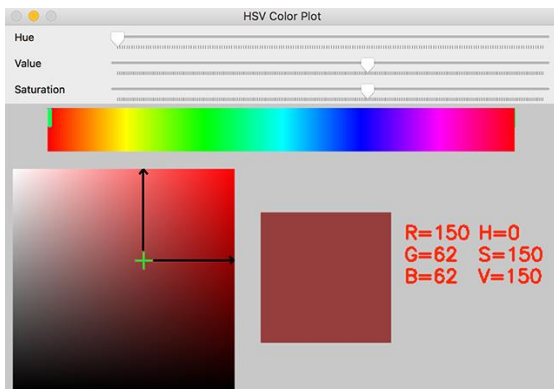 HSV Color Plot
Hue
Value
Saturation
R=150 H=0
G=62 S=150
B=62 V=150